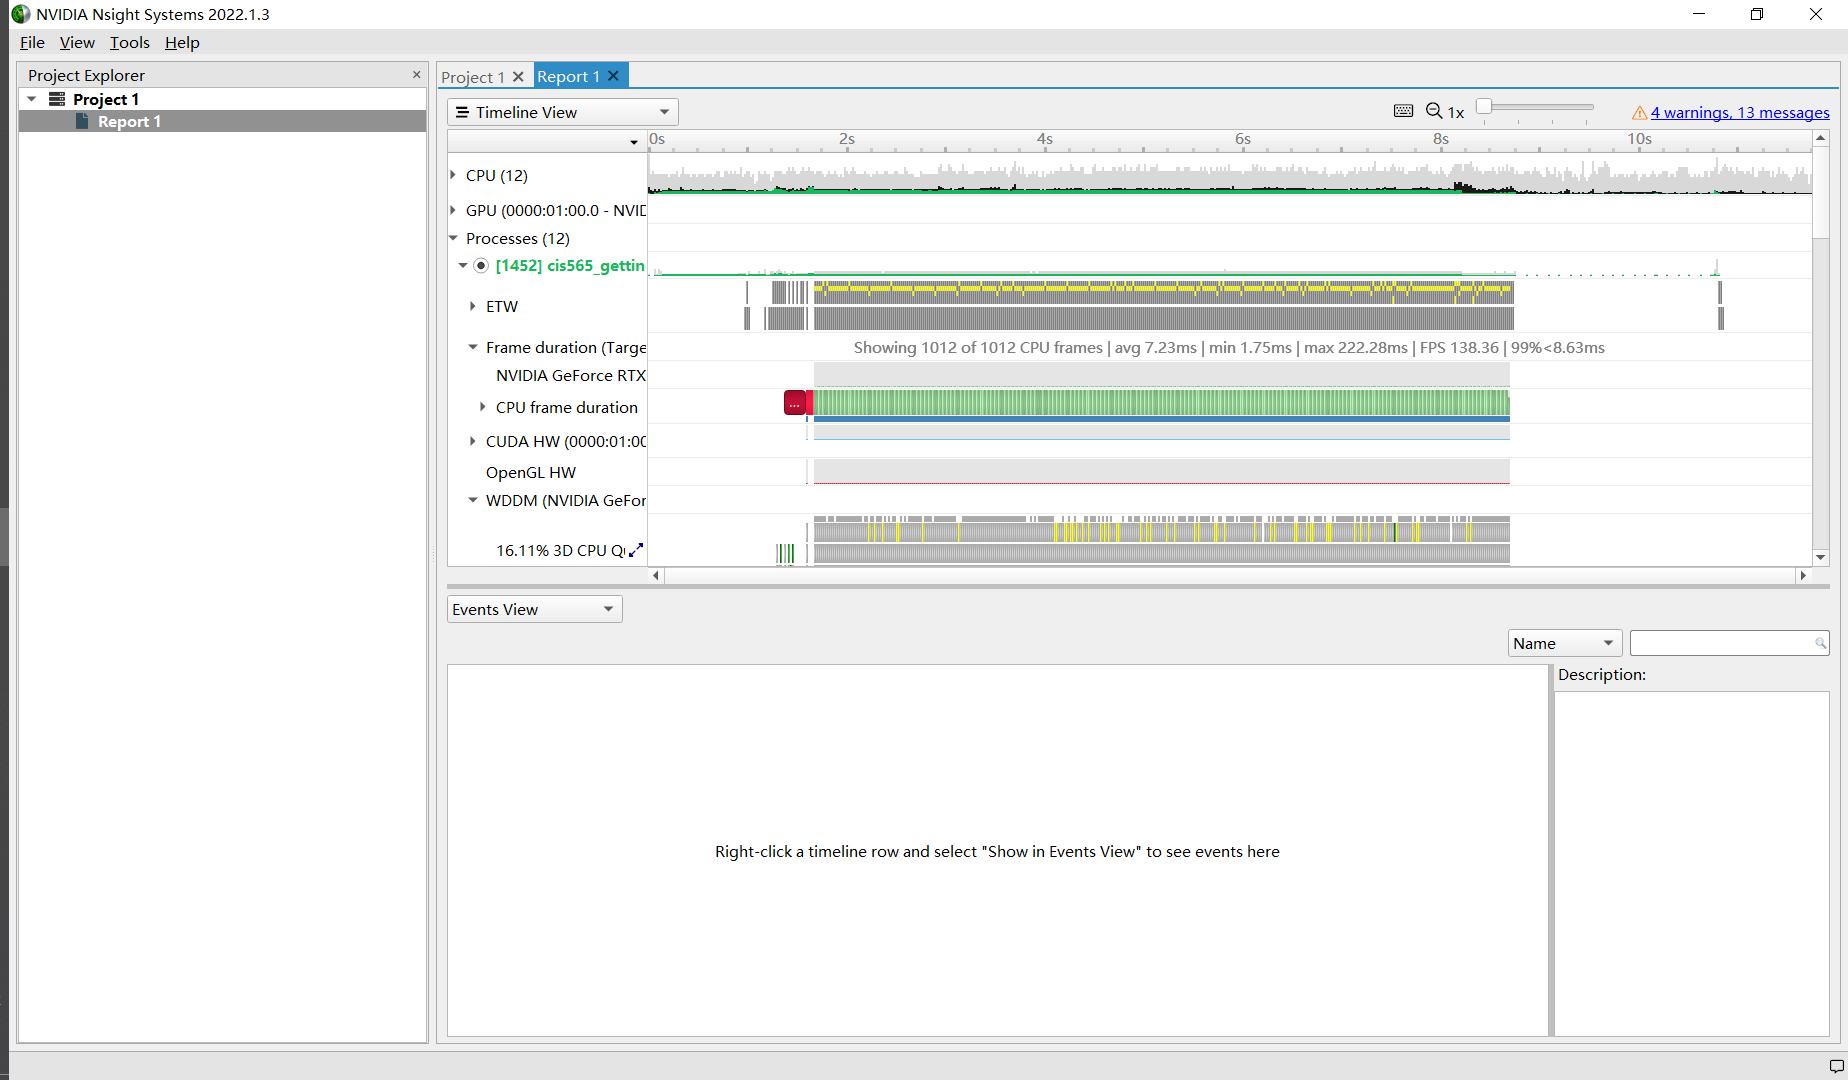 NVIDIA Nsight Systems 2022.1.3
File View Tools Help
Project Explorer
Project 1
Report 1
Project 1
Report 1
Timeline View
1x
4 warnings, 13 messages
0s 2s 4s 6s 8s 10s
CPU (12)
GPU (0000:01:00.0 - NVID
Processes (12)
[1452] cis565_gettin
ETW
Frame duration (Targe
Showing 1012 of 1012 CPU frames | avg 7.23ms | min 1.75ms | max 222.28ms | FPS 138.36 | 99%<8.63ms
NVIDIA GeForce RTX
CPU frame duration
...
CUDA HW (0000:01:00
OpenGL HW
WDDM (NVIDIA GeFor
16.11% 3D CPU Qu
Events View
Name
Description:
Right-click a timeline row and select "Show in Events View" to see events here